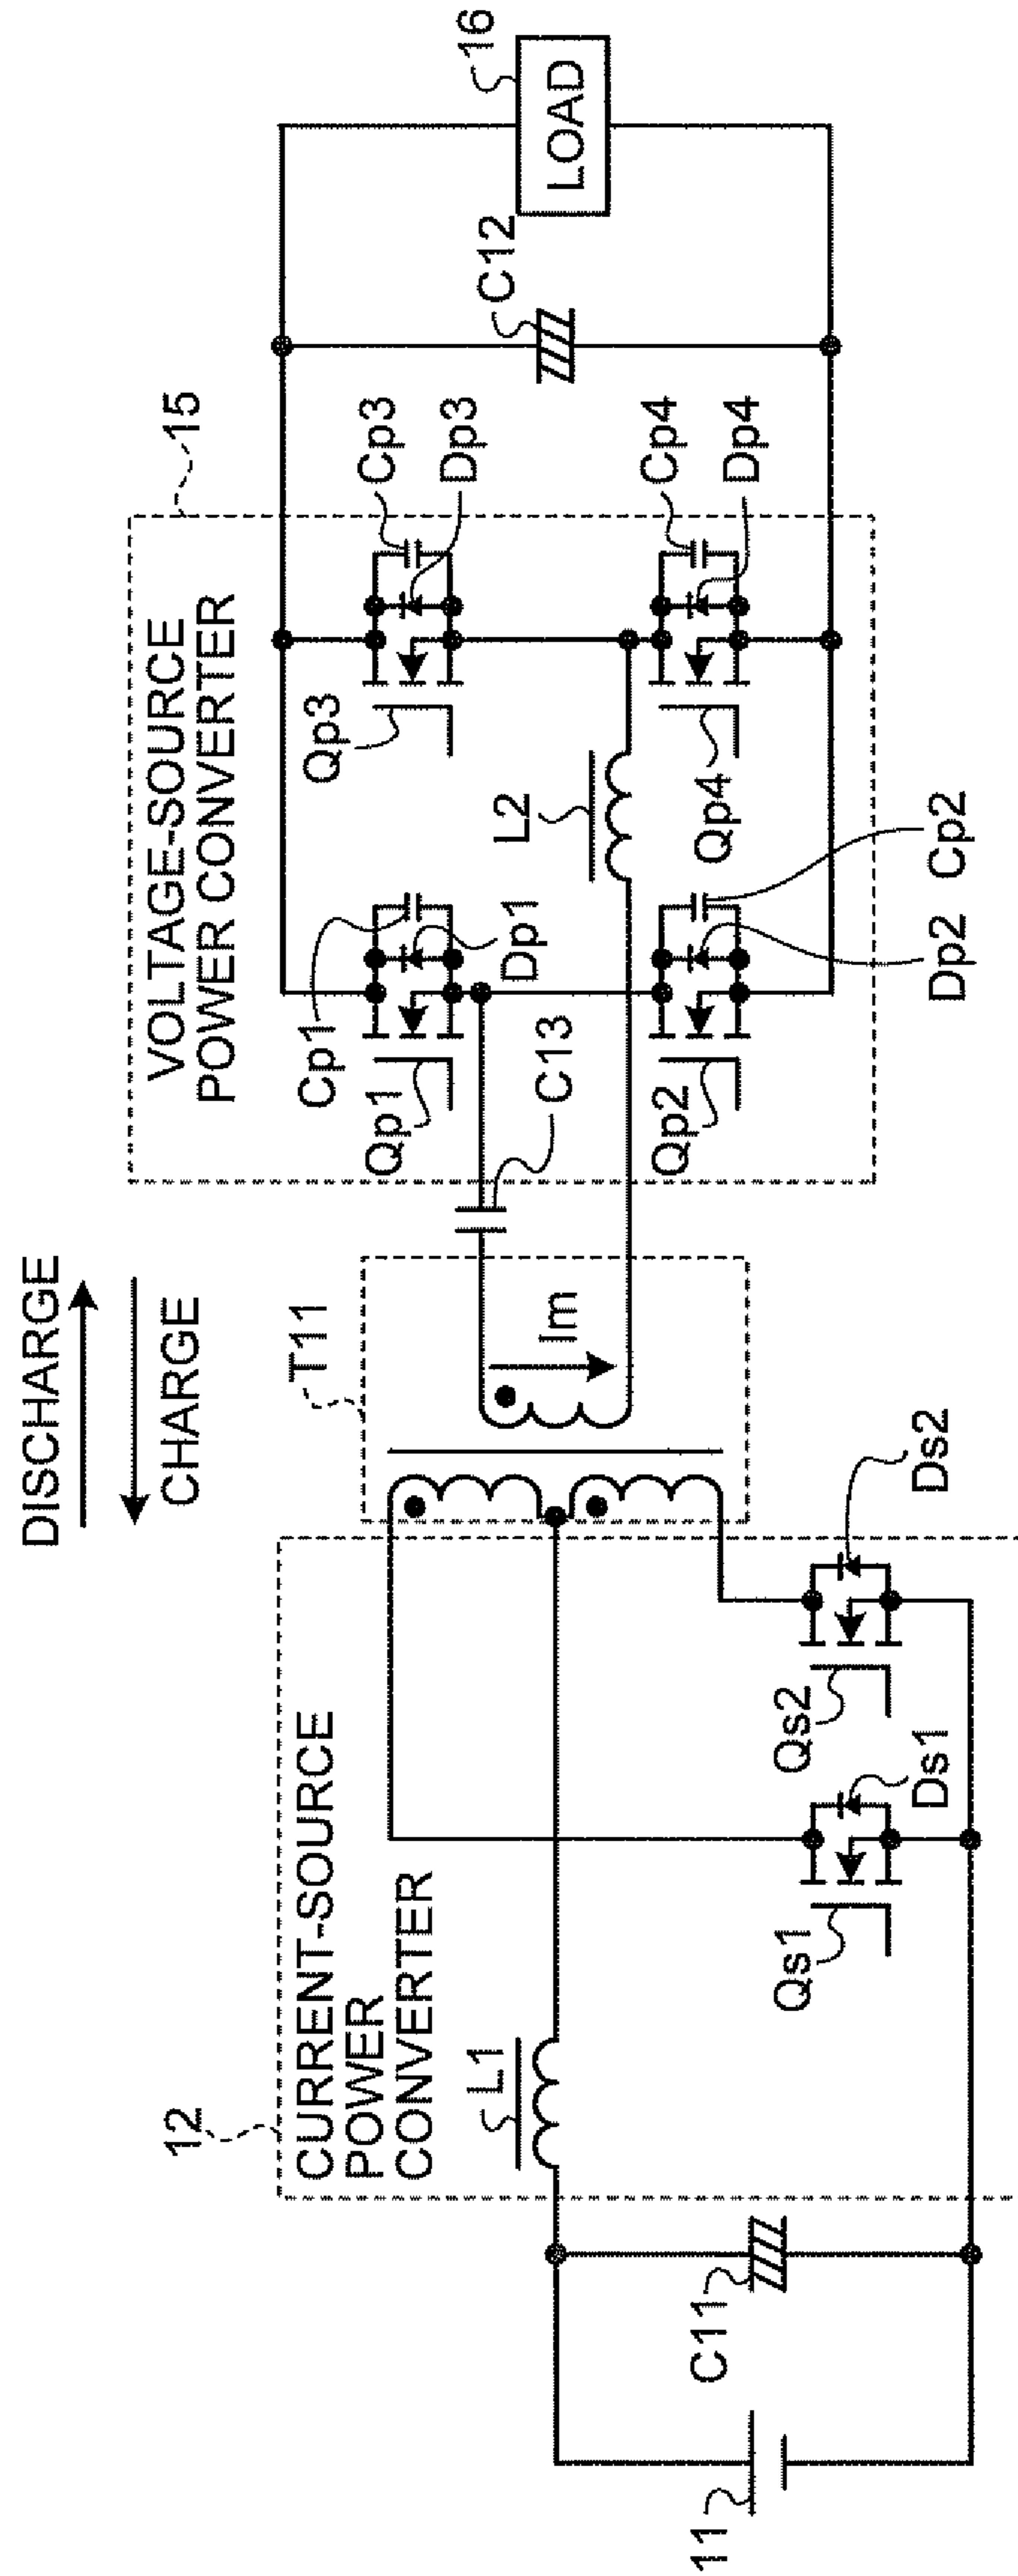 DISCHARGE
CHARGE
12
CURRENT-SOURCE
POWER
CONVERTER
T11
VOLTAGE-SOURCE
POWER CONVERTER
15
16
LOAD
C12
L1
Im
C13
Cp1
Qp1
Dp1
L2
Qp3
Cp3
Dp3
11
C11
Qs1
Ds1
Qs2
Ds2
Qp2
Dp2
Cp2
Qp4
Cp4
Dp4